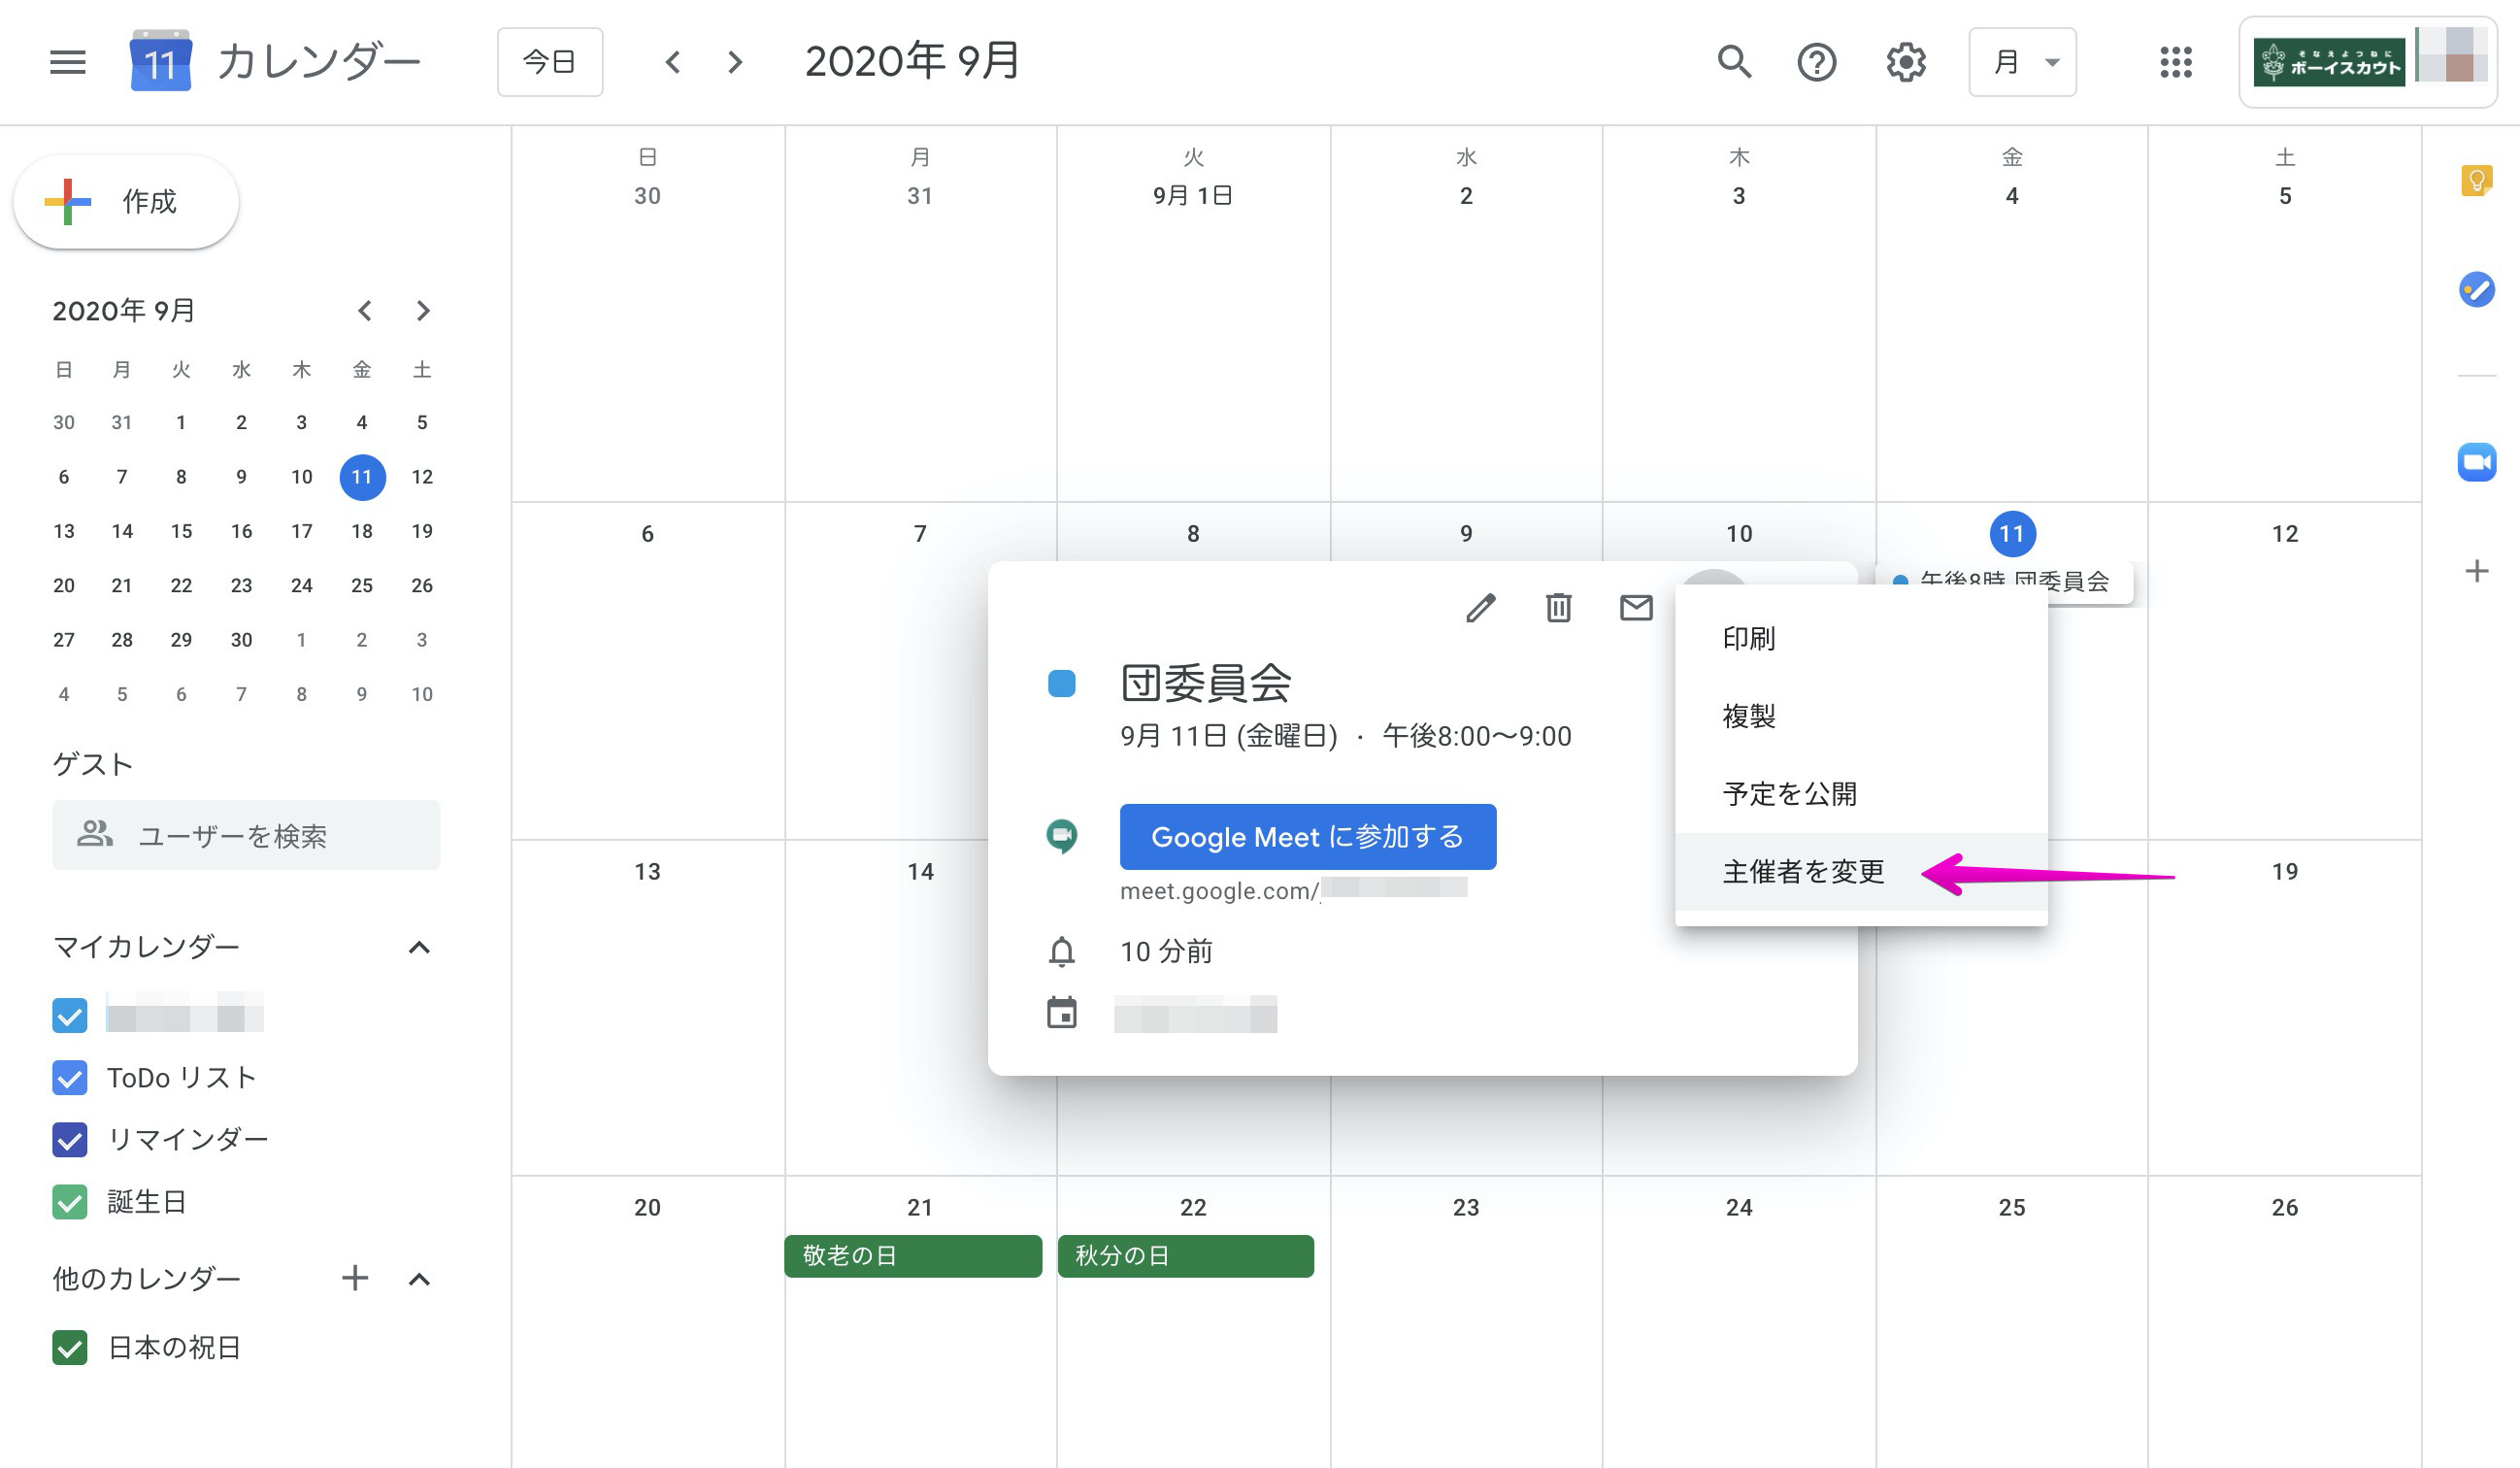 11 カレンダー 今日 2020年 9月 月 そなえよつねに
ボーイスカウト
作成
2020年 9月
日 月 火 水 木 金 土
30 31 1 2 3 4 5
6 7 8 9 10 11 12
13 14 15 16 17 18 19
20 21 22 23 24 25 26
27 28 29 30 1 2 3
4 5 6 7 8 9 10
ゲスト
ユーザーを検索
マイカレンダー
ToDo リスト
リマインダー
誕生日
他のカレンダー
日本の祝日
日 月 火 水 木 金 土
30 31 9月 1日 2 3 4 5
6 7 8 9 10 11 12
午後8時 団委員会
団委員会
9月 11日 (金曜日) ・ 午後8:00～9:00
Google Meet に参加する
meet.google.com/
10 分前
印刷
複製
予定を公開
主催者を変更
13 14 19
20 21 22 23 24 25 26
敬老の日 秋分の日